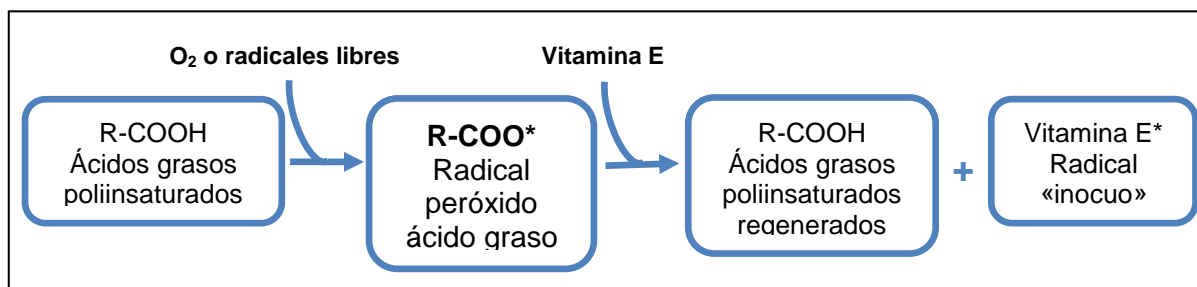 O₂ o radicales libres
Vitamina E
R-COOH
Ácidos grasos
poliinsaturados
R-COO*
Radical
peróxido
ácido graso
R-COOH
Ácidos grasos
poliinsaturados
regenerados
+
Vitamina E*
Radical
«inocuo»